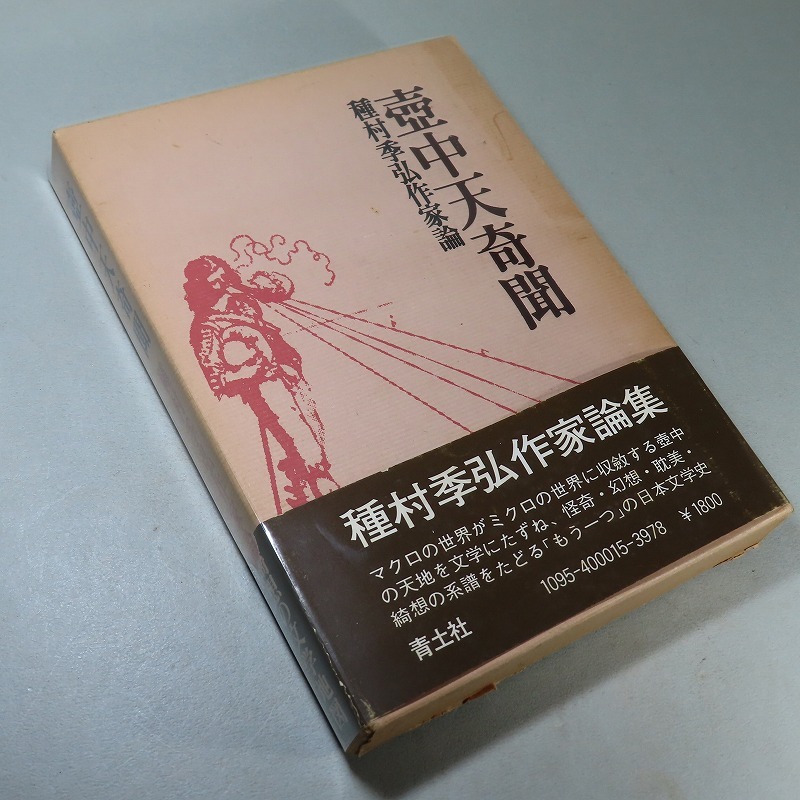 壺中天奇聞
種村季弘作家論
種村季弘作家論集
マクロの世界がミクロの世界に収斂する壺中
の天地を文学にたずね、怪奇・幻想・耽美・
綺想の系譜をたどる「もう一つ」の日本文学史
1095-400015-3978 ￥1800
青土社